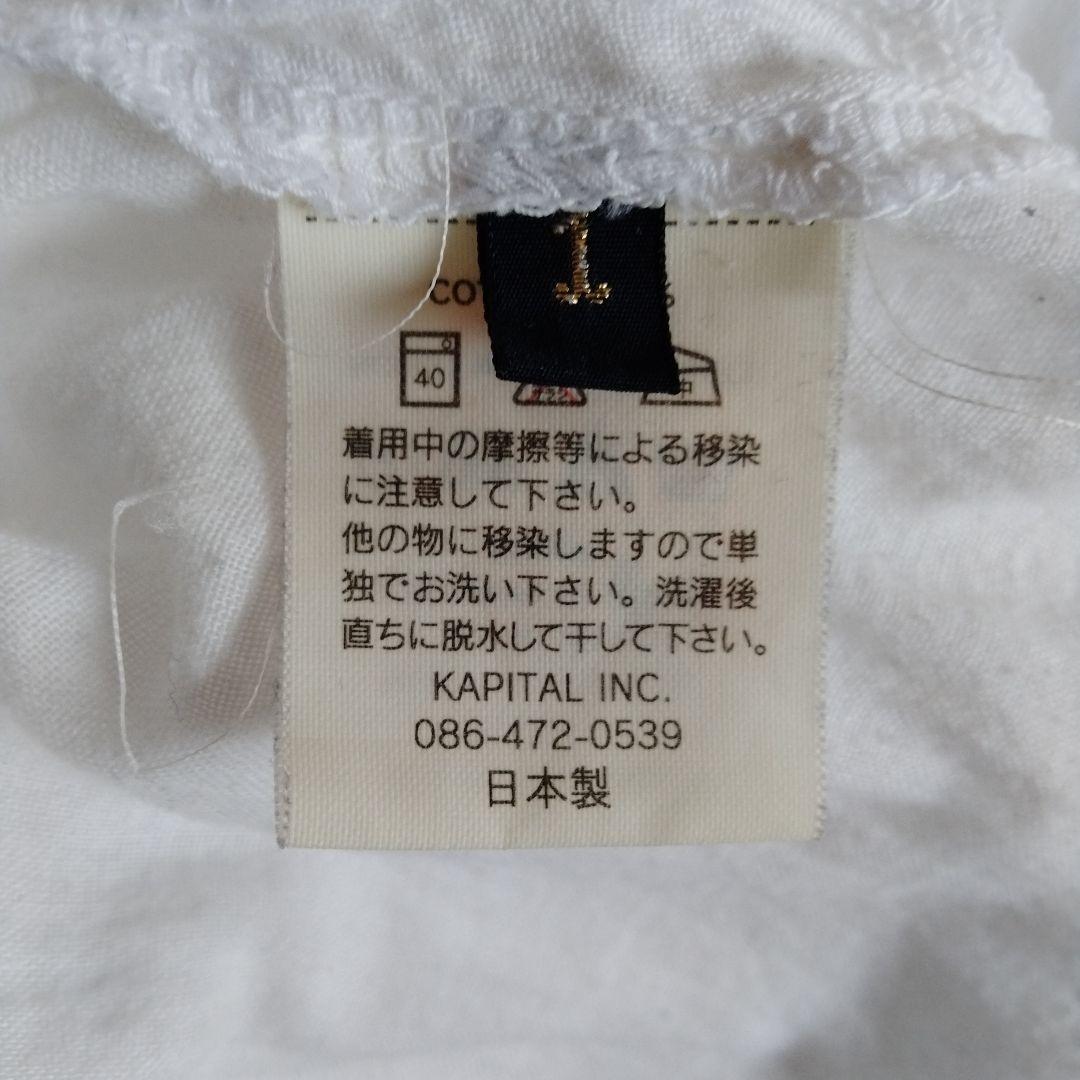 1
40
中
着用中の摩擦等による移染
に注意して下さい。
他の物に移染しますので単
独でお洗い下さい。洗濯後
直ちに脱水して干して下さい。
KAPITAL INC.
086-472-0539
日本製